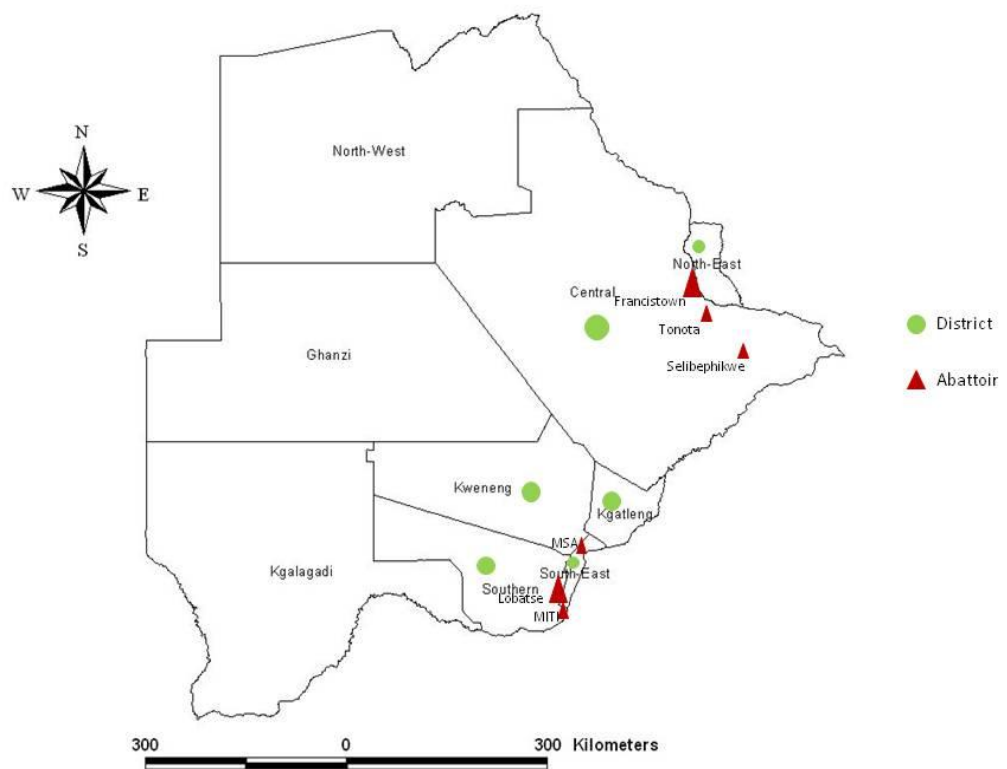 North-West
N
W E
S
North-East
Central
Francistown
Tonota
District
Ghanzi
Selibephikwe
Abattoir
Kweneng
Kgatleng
MSA
Kgalagadi
South-East
Southern
Lobatse
MITI
300 0 300 Kilometers